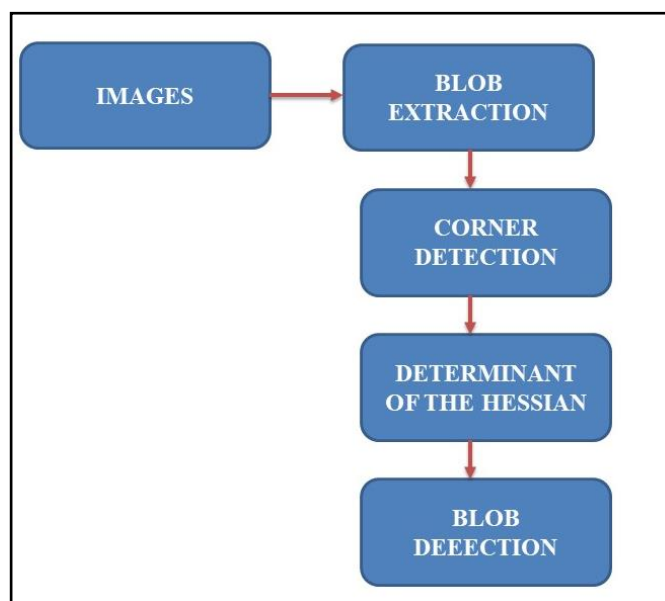 IMAGES
BLOB
EXTRACTION
CORNER
DETECTION
DETERMINANT
OF THE HESSIAN
BLOB
DEEECTION